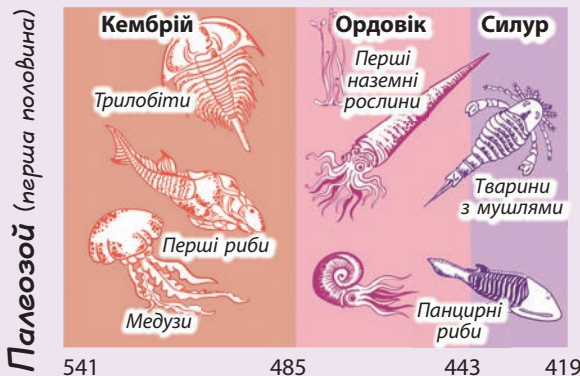 Палеозой (перша половина)
Кембрій
Ордовік
Силур
Трилобіти
Перші
наземні
рослини
Тварини
з мушлями
Перші риби
Медузи
Панцирні
риби
541
485
443
419